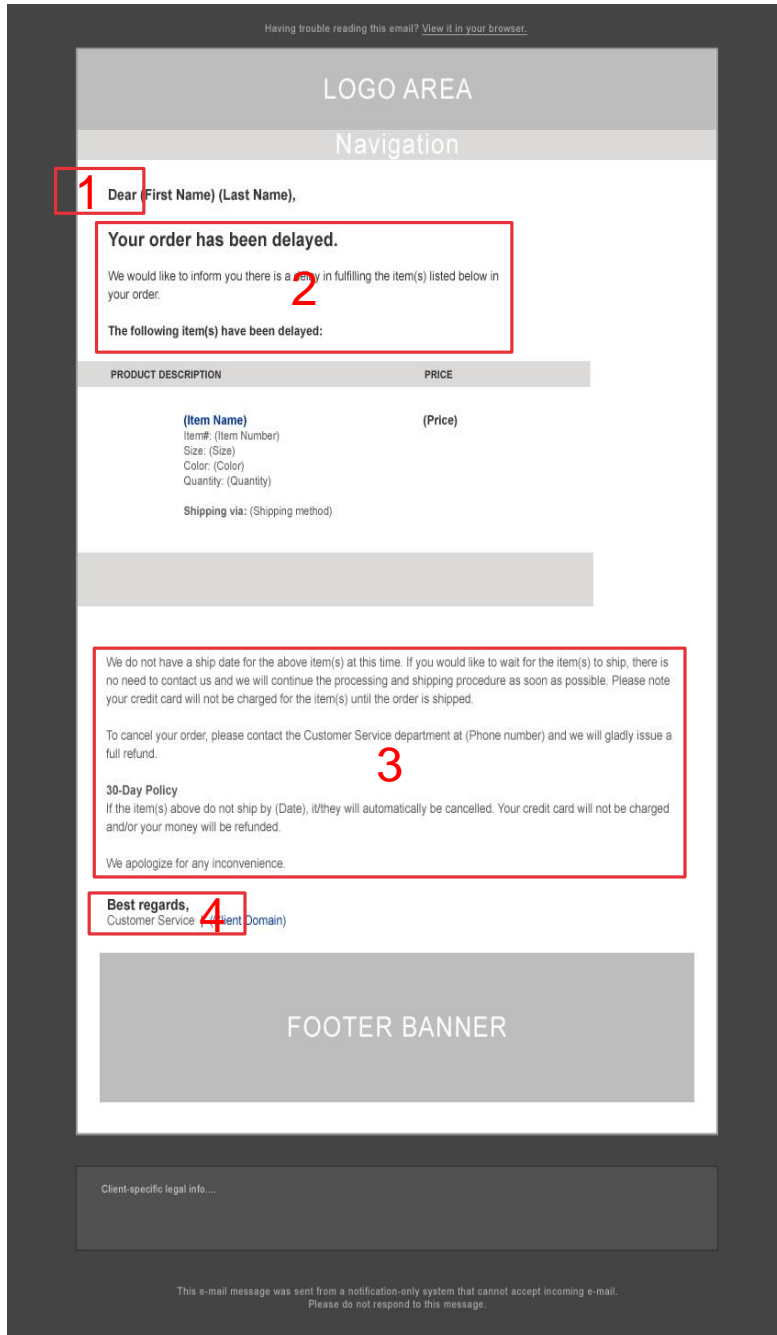 Having trouble reading this email? View it in your browser.
LOGO AREA
Navigation
1
Dear (First Name) (Last Name),
Your order has been delayed.
We would like to inform you there is a delay in fulfilling the item(s) listed below in
your order.
2
The following item(s) have been delayed:
PRODUCT DESCRIPTION PRICE
(Item Name) (Price)
Item#: (Item Number)
Size: (Size)
Color: (Color)
Quantity: (Quantity)
Shipping via: (Shipping method)
We do not have a ship date for the above item(s) at this time. If you would like to wait for the item(s) to ship, there is
no need to contact us and we will continue the processing and shipping procedure as soon as possible. Please note
your credit card will not be charged for the item(s) until the order is shipped.
To cancel your order, please contact the Customer Service department at (Phone number) and we will gladly issue a
full refund.
3
30-Day Policy
If the item(s) above do not ship by (Date), it/they will automatically be cancelled. Your credit card will not be charged
and/or your money will be refunded.
We apologize for any inconvenience.
Best regards,
4
Customer Service | (Client Domain)
FOOTER BANNER
Client-specific legal info....
This e-mail message was sent from a notification-only system that cannot accept incoming e-mail.
Please do not respond to this message.